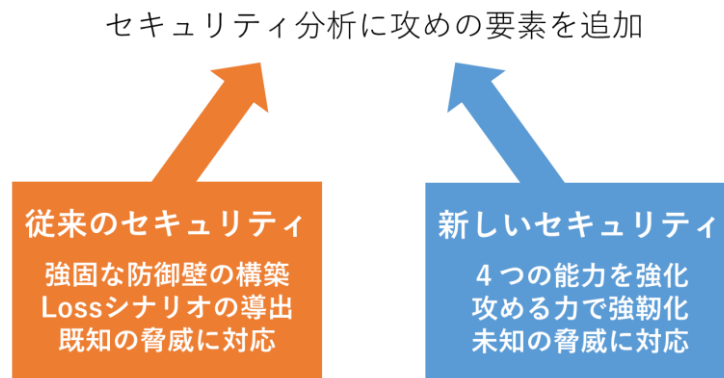 セキュリティ分析に攻めの要素を追加
従来のセキュリティ
強固な防御壁の構築
Lossシナリオの導出
既知の脅威に対応
新しいセキュリティ
４つの能力を強化
攻める力で強靭化
未知の脅威に対応